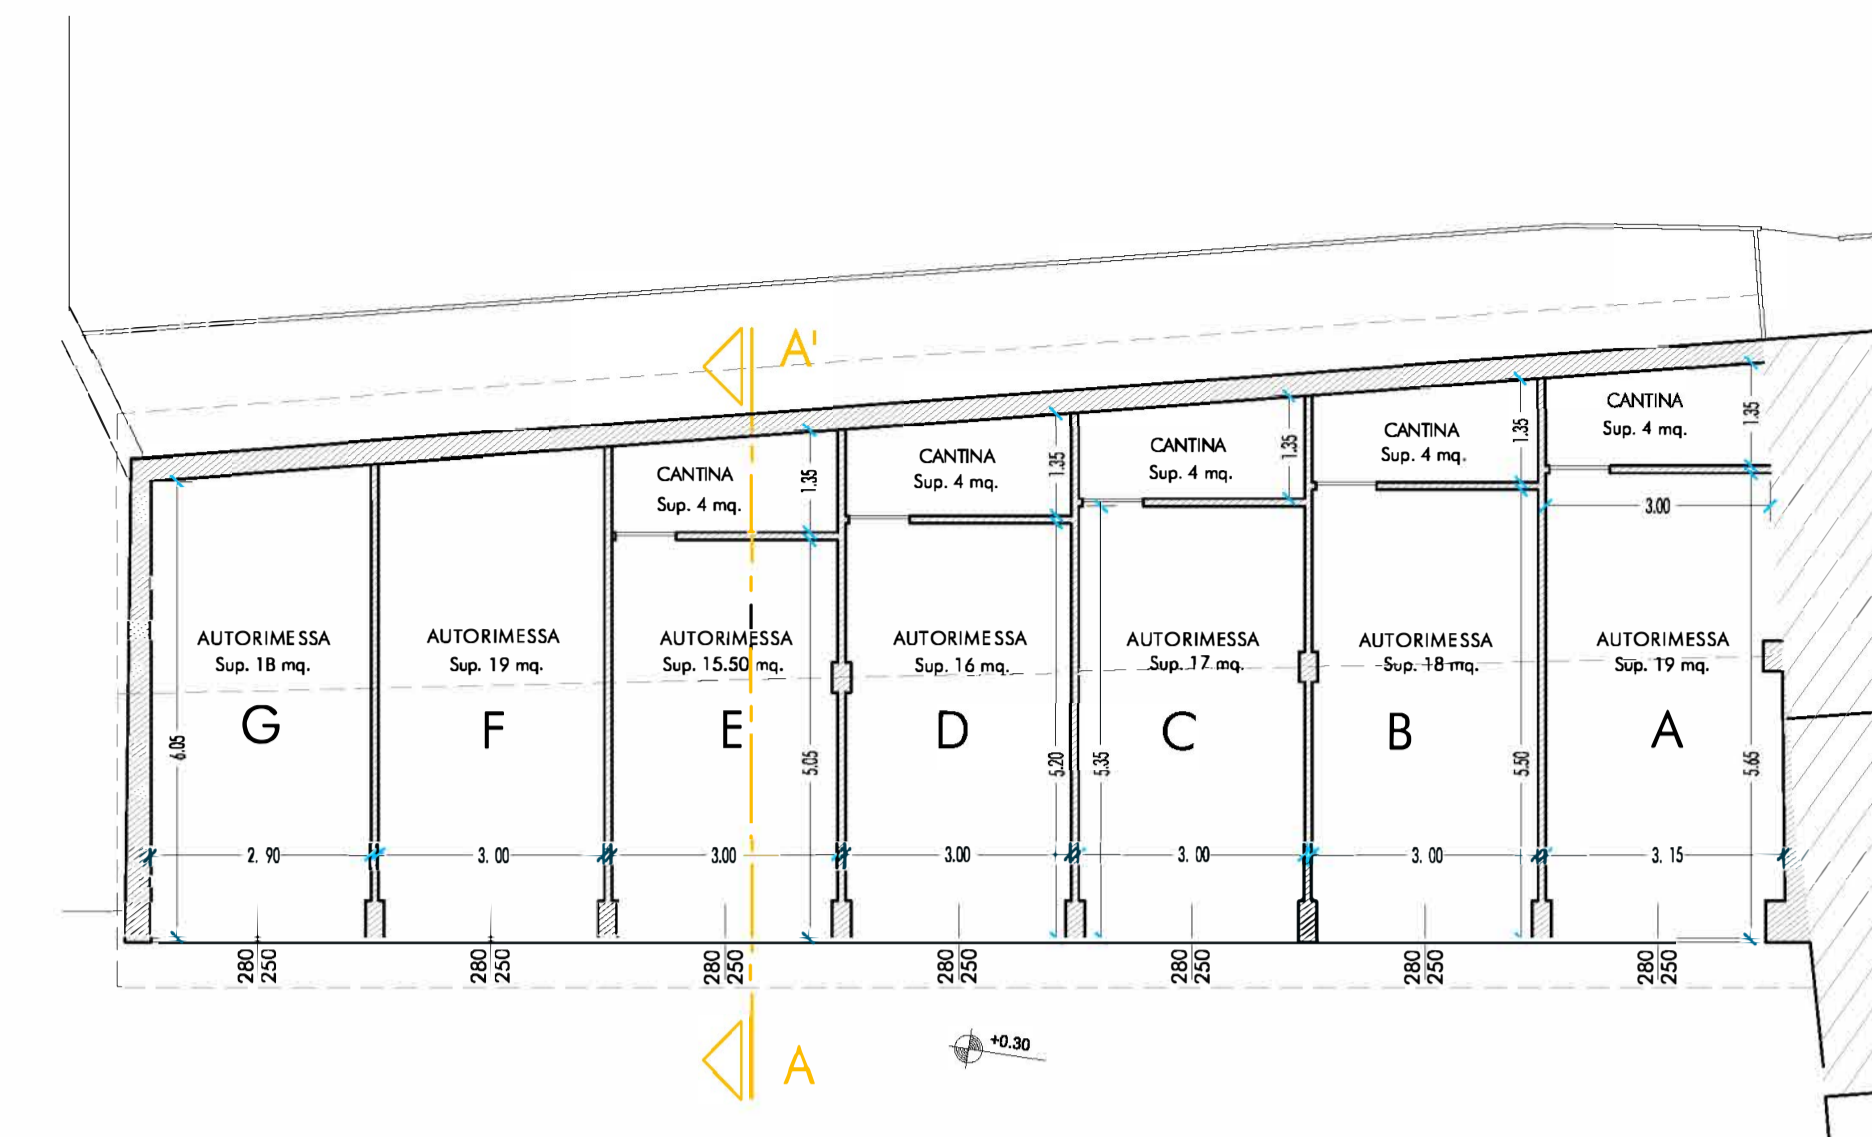 A'
CANTINA
Sup. 4 mq.
1.35
CANTINA
Sup. 4 mq.
1.35
CANTINA
Sup. 4 mq.
1.35
CANTINA
Sup. 4 mq.
1.35
CANTINA
Sup. 4 mq.
1.35
3.00
AUTORIMESSA
Sup. 18 mq.
G
6.05
AUTORIMESSA
Sup. 19 mq.
F
AUTORIMESSA
Sup. 15.50 mq.
E
5.05
AUTORIMESSA
Sup. 16 mq.
D
5.20
AUTORIMESSA
Sup. 17 mq.
C
5.35
AUTORIMESSA
Sup. 18 mq.
B
5.50
AUTORIMESSA
Sup. 19 mq.
A
5.65
2. 90
3. 00
3.00
3.00
3. 00
3. 00
3. 15
280
250
280
250
280
250
280
250
280
250
280
250
280
250
+0.30
A